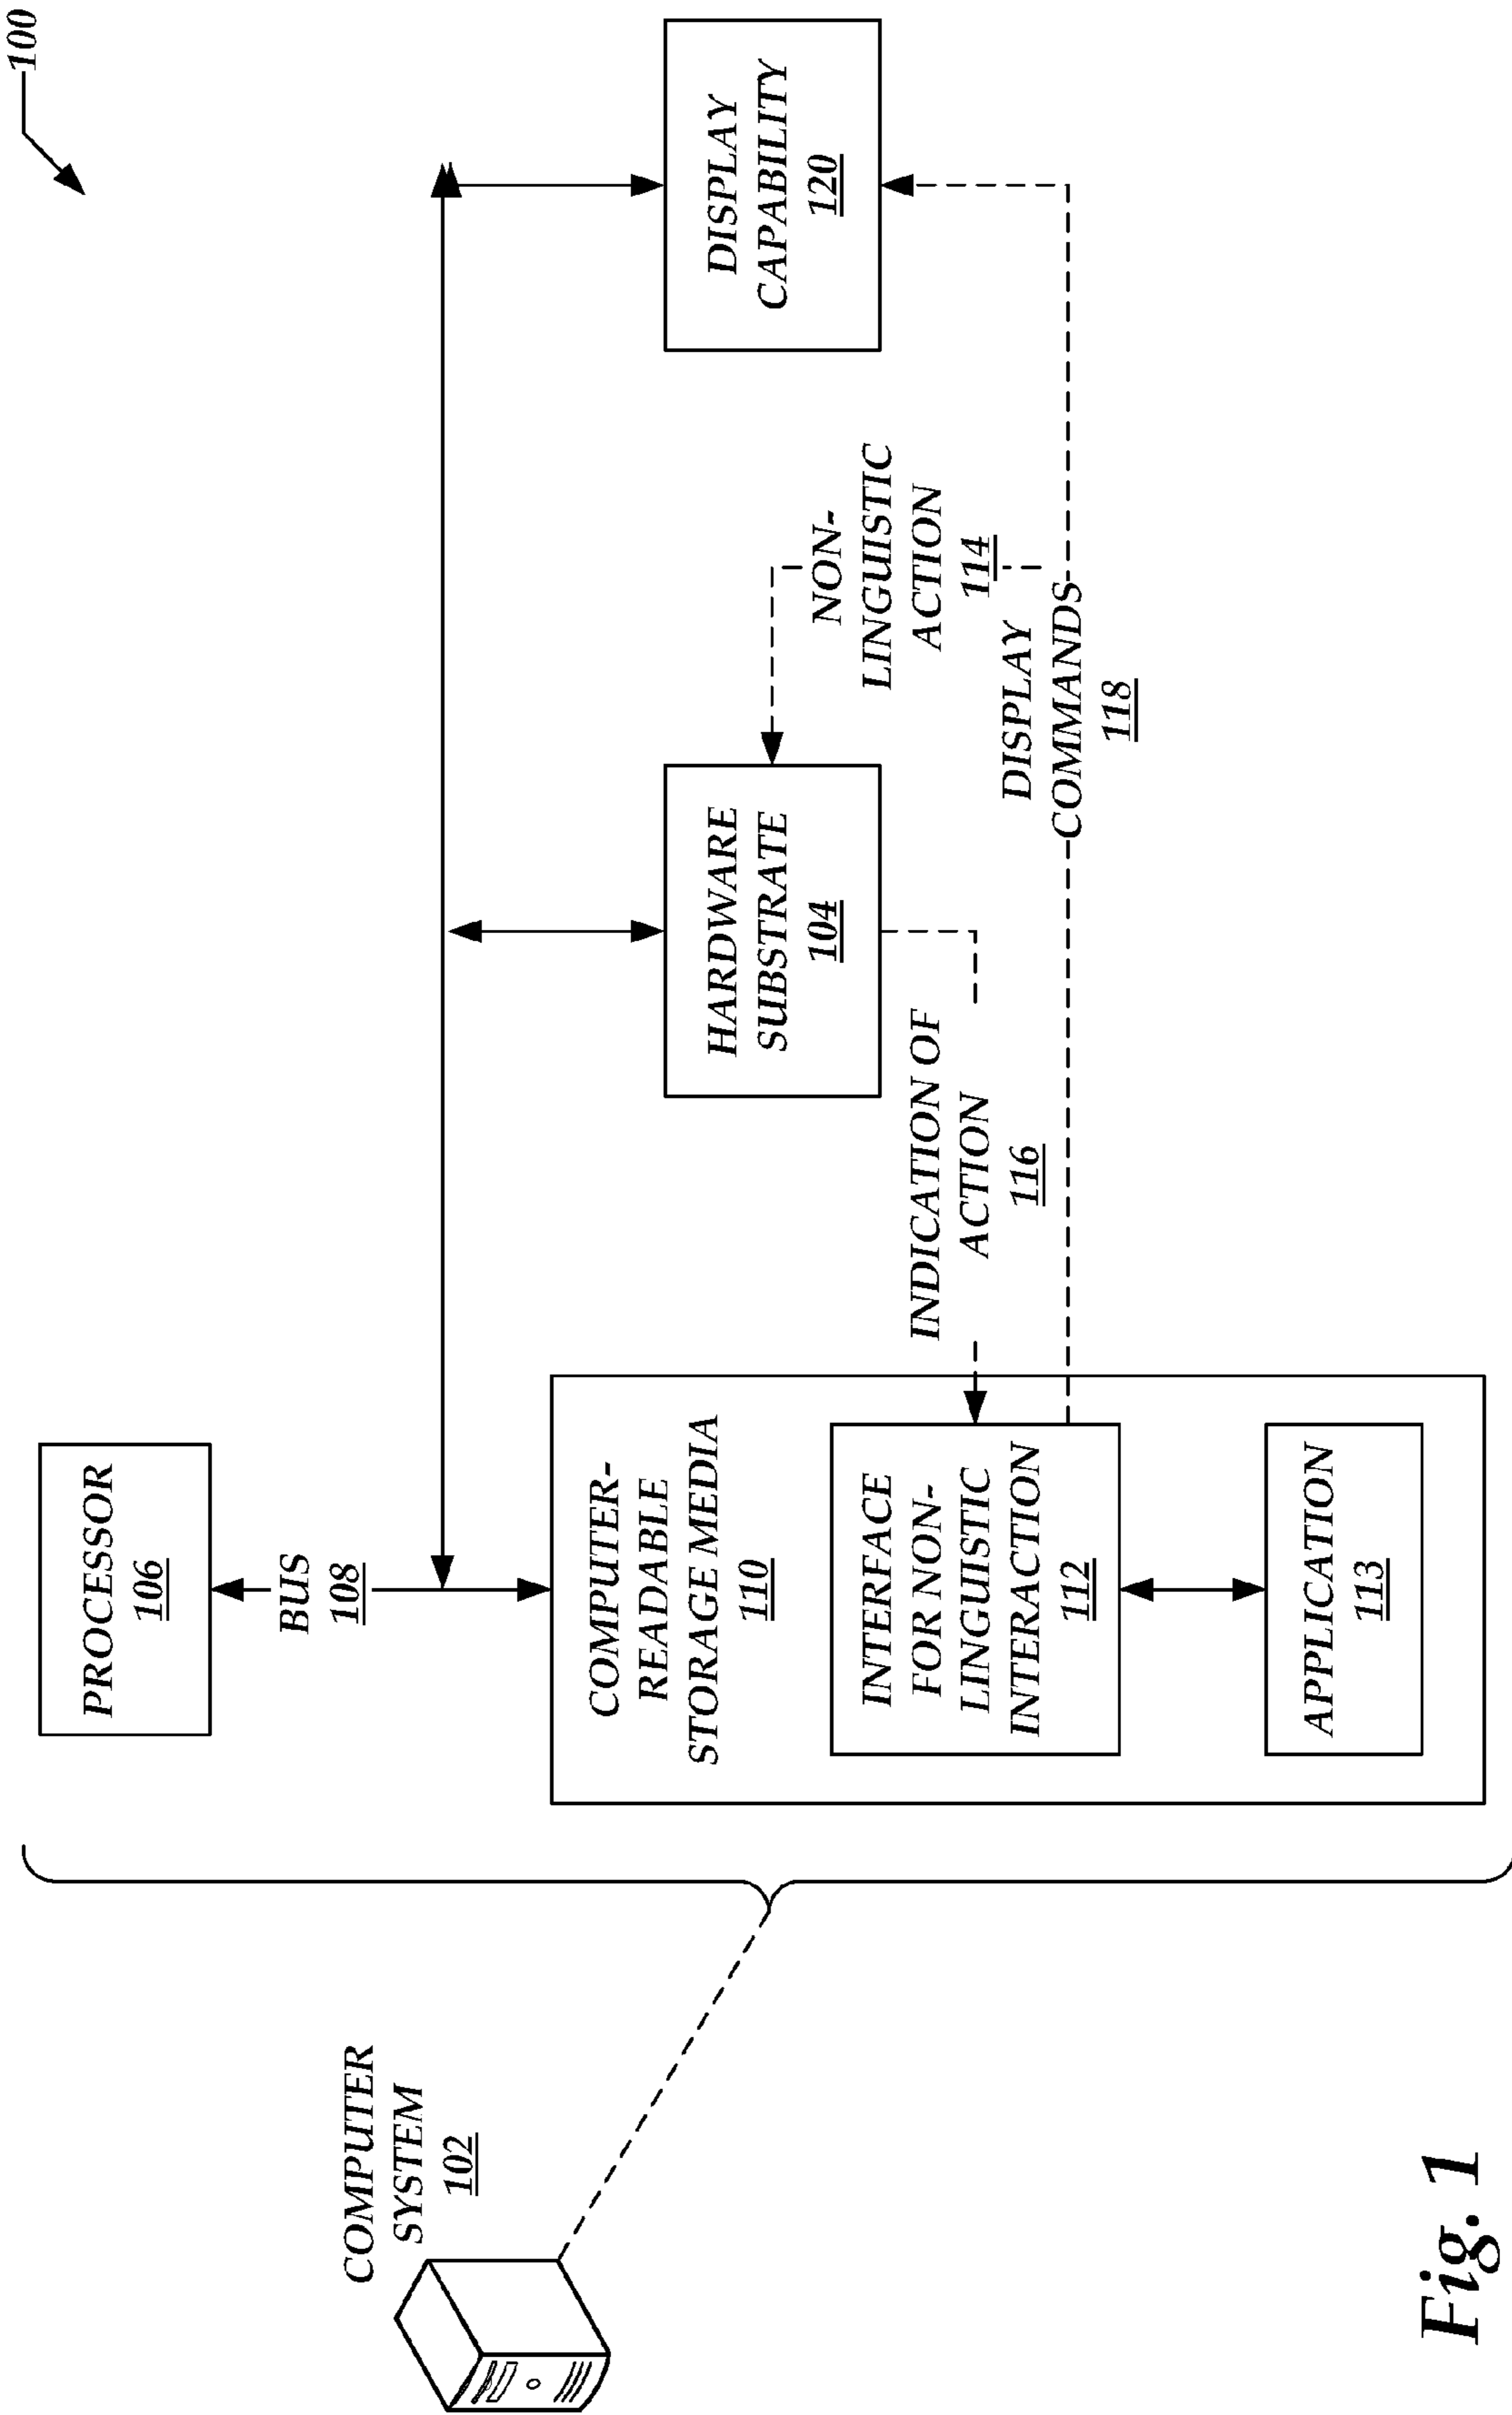 100
COMPUTER
SYSTEM
102
PROCESSOR
106
BUS
108
COMPUTER-
READABLE
STORAGE MEDIA
110
INTERFACE
FOR NON-
LINGUISTIC
INTERACTION
112
APPLICATION
113
HARDWARE
SUBSTRATE
104
INDICATION OF
ACTION
116
NON-
LINGUISTIC
ACTION
114
DISPLAY
COMMANDS
118
DISPLAY
CAPABILITY
120
Fig. 1